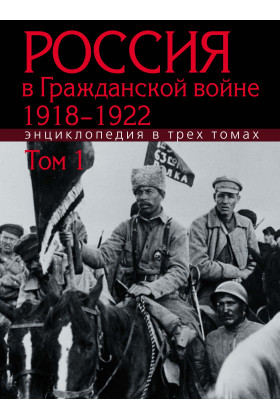 РОССИЯ
в Гражданской войне
1918–1922
энциклопедия в трех томах
Том 1